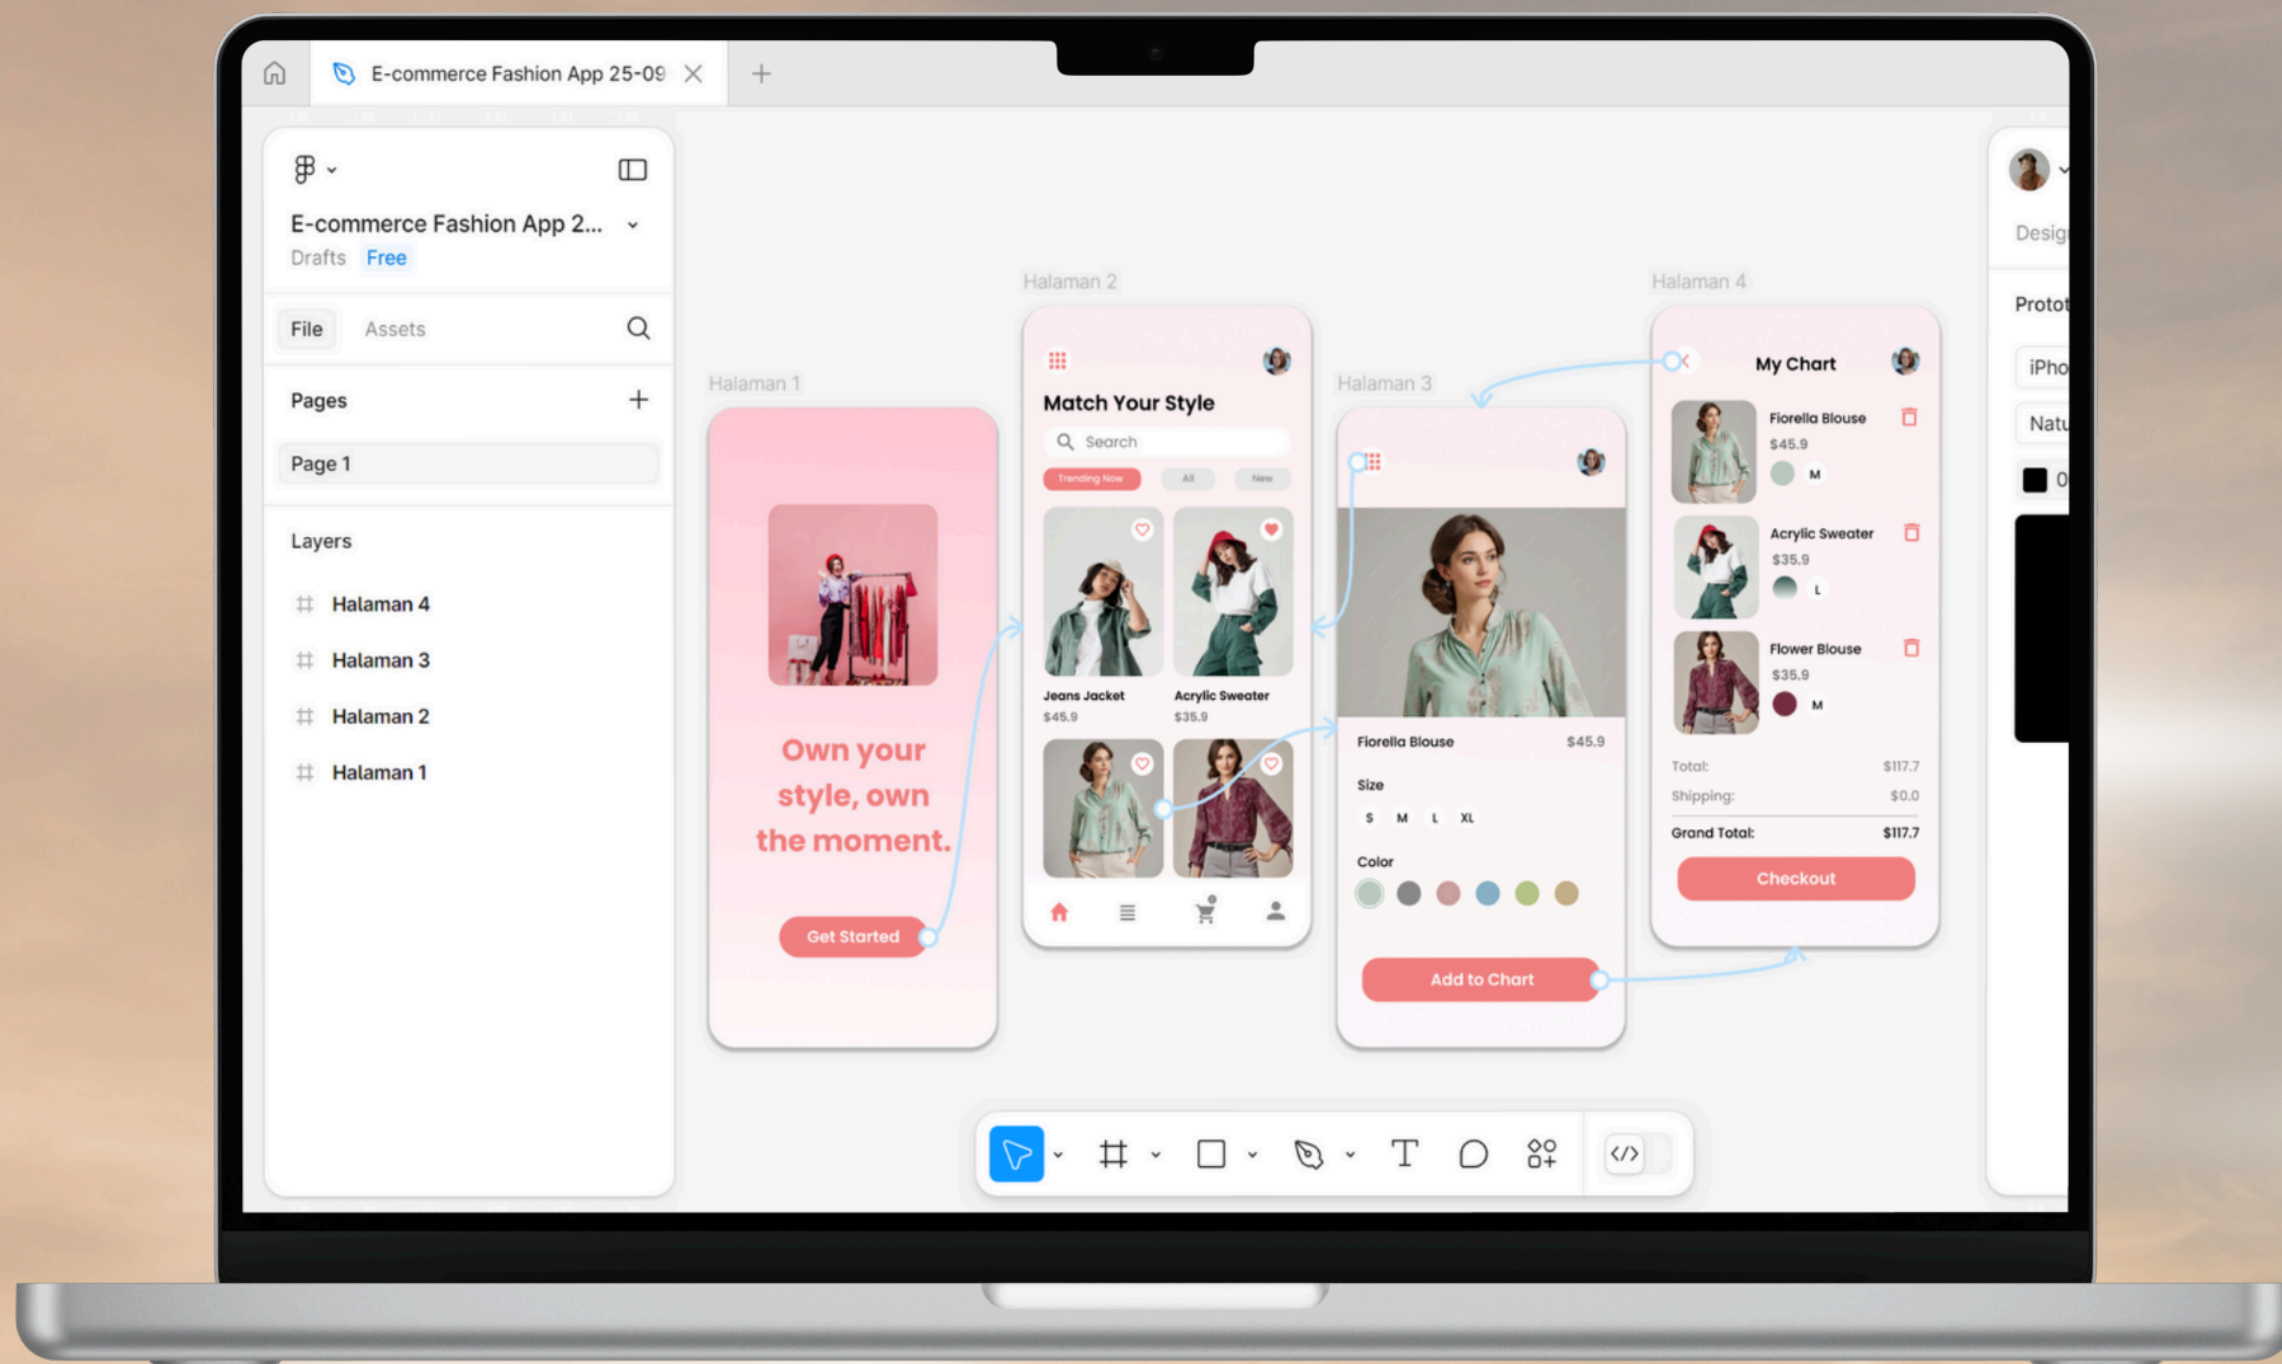 E-commerce Fashion App 25-09
E-commerce Fashion App 2...
Drafts Free
File Assets
Pages
Page 1
Layers
Halaman 4
Halaman 3
Halaman 2
Halaman 1
Halaman 1
Own your
style, own
the moment.
Get Started
Halaman 2
Match Your Style
Search
Trending Now All New
Jeans Jacket Acrylic Sweater
$45.9 $35.9
Halaman 3
Fiorella Blouse $45.9
Size
S M L XL
Color
Add to Chart
Halaman 4
My Chart
Fiorella Blouse
$45.9
M
Acrylic Sweater
$35.9
L
Flower Blouse
$35.9
M
Total: $117.7
Shipping: $0.0
Grand Total: $117.7
Checkout
Desig
Protot
iPho
Natu
0